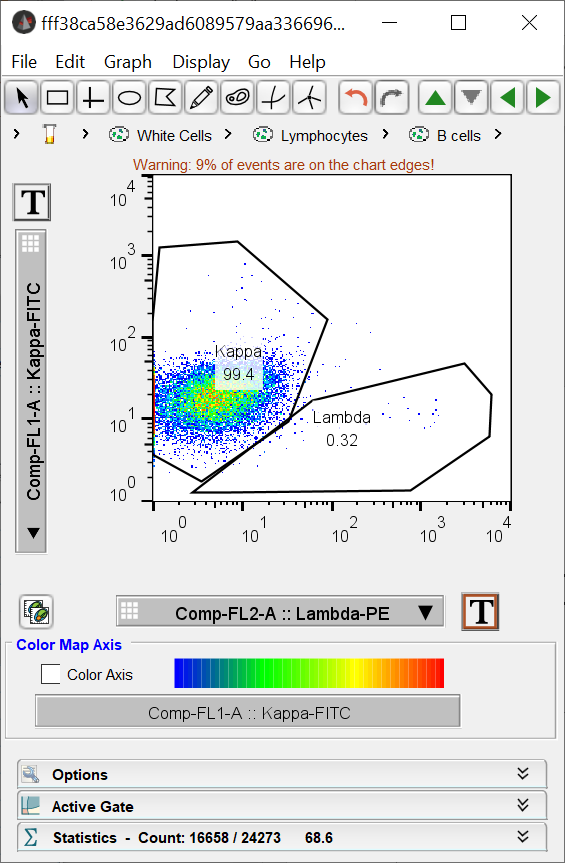 fff38ca58e3629ad6089579aa336696...
File Edit Graph Display Go Help
White Cells Lymphocytes B cells
Warning: 9% of events are on the chart edges!
T
10^4
10^3
10^2
10^1
10^0
Comp-FL1-A :: Kappa-FITC
Kappa
99.4
Lambda
0.32
10^0 10^1 10^2 10^3 10^4
Comp-FL2-A :: Lambda-PE T
Color Map Axis
Color Axis
Comp-FL1-A :: Kappa-FITC
Options
Active Gate
Σ Statistics - Count: 16658 / 24273 68.6